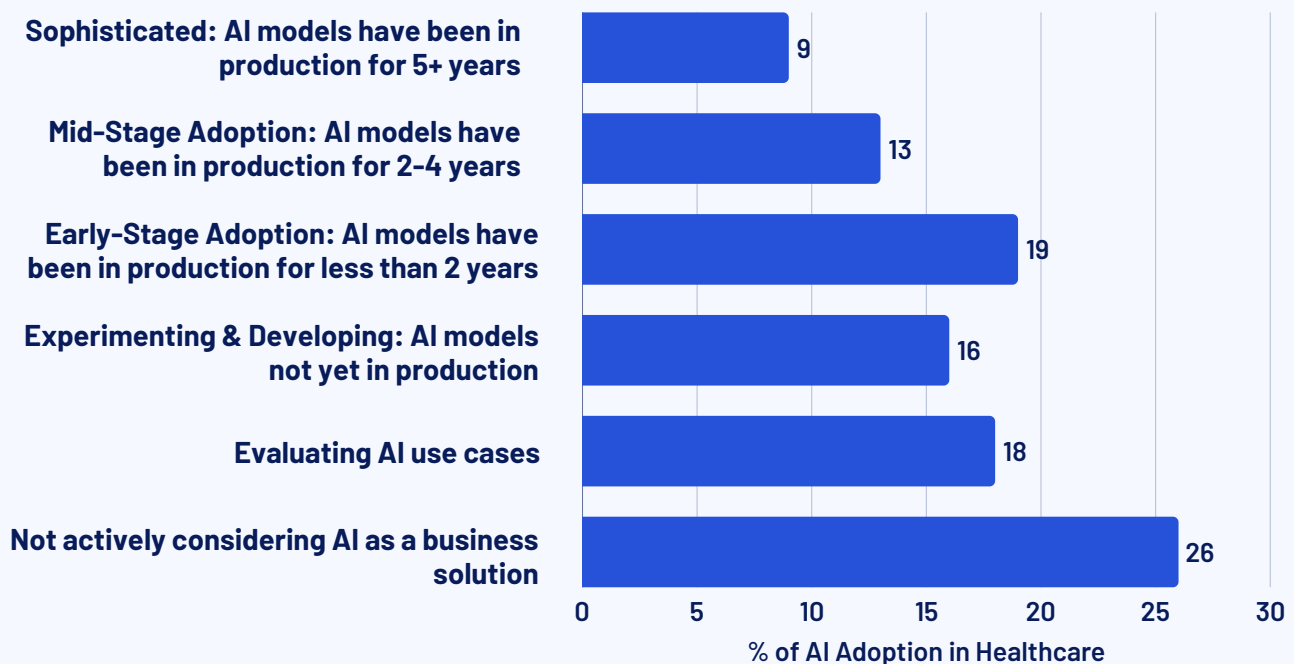 Sophisticated: AI models have been in
production for 5+ years
9
Mid-Stage Adoption: AI models have
been in production for 2-4 years
13
Early-Stage Adoption: AI models have
been in production for less than 2 years
19
Experimenting & Developing: AI models
not yet in production
16
Evaluating AI use cases
18
Not actively considering AI as a business
solution
26
0 5 10 15 20 25 30
% of AI Adoption in Healthcare